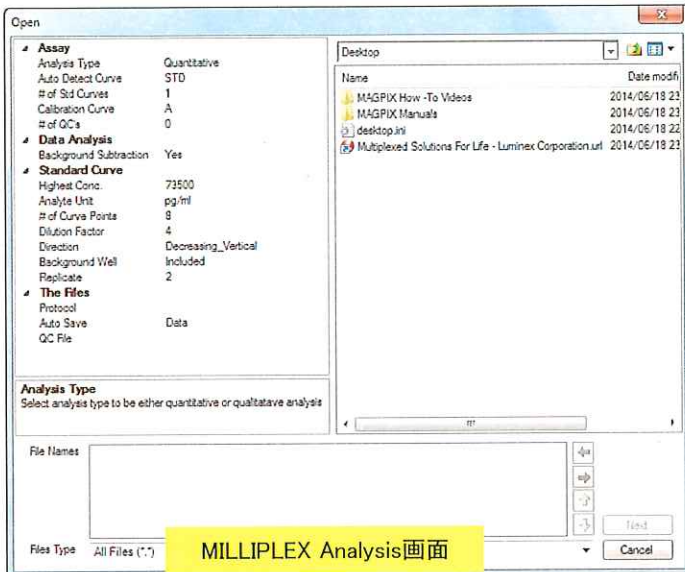 Open
Assay
Analysis Type Quantitative
Auto Detect Curve STD
# of Std Curves 1
Calibration Curve A
# of QC's 0
Data Analysis
Background Subtraction Yes
Standard Curve
Highest Conc. 73500
Analyte Unit pg/ml
# of Curve Points 8
Dilution Factor 4
Direction Decreasing_Vertical
Background Well Included
Replicate 2
The Files
Protocol
Auto Save Data
QC File
Analysis Type
Select analysis type to be either quantitative or qualitatave analysis
Desktop
Name Date modifi
MAGPIX How -To Videos 2014/06/18 23
MAGPIX Manuals 2014/06/18 23
desktop.ini 2014/06/18 22
Multiplexed Solutions For Life - Luminex Corporation.url 2014/06/18 23
File Names
Next
Files Type All Files (*.*)
Cancel
MILLIPLEX Analysis画面